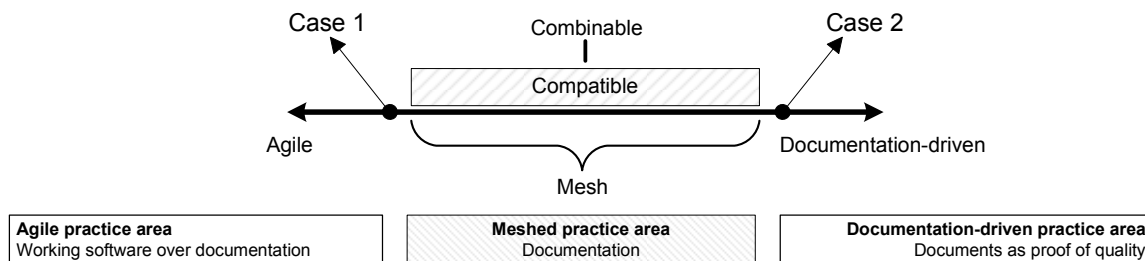 Case 1
Combinable
Case 2
Compatible
Agile
Documentation-driven
Mesh
Agile practice area
Working software over documentation
Meshed practice area
Documentation
Documentation-driven practice area
Documents as proof of quality